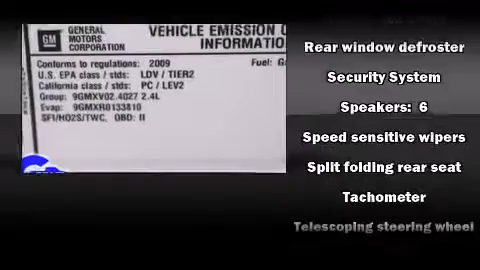 GM
GENERAL
MOTORS
CORPORATION
VEHICLE EMISSION
INFORMATIO
Conforms to regulations: 2009
Fuel:
U.S. EPA class / stds: LDV / TIER2
California class / stds: PC / LEV2
Group: 9GMXV02.4027 2.4L
Evap: 9GMXR0133810
SFI/HO2S/TWC, OBD: II
Rear window defroster
Security System
Speakers: 6
Speed sensitive wipers
Split folding rear seat
Tachometer
Telescoping steering wheel